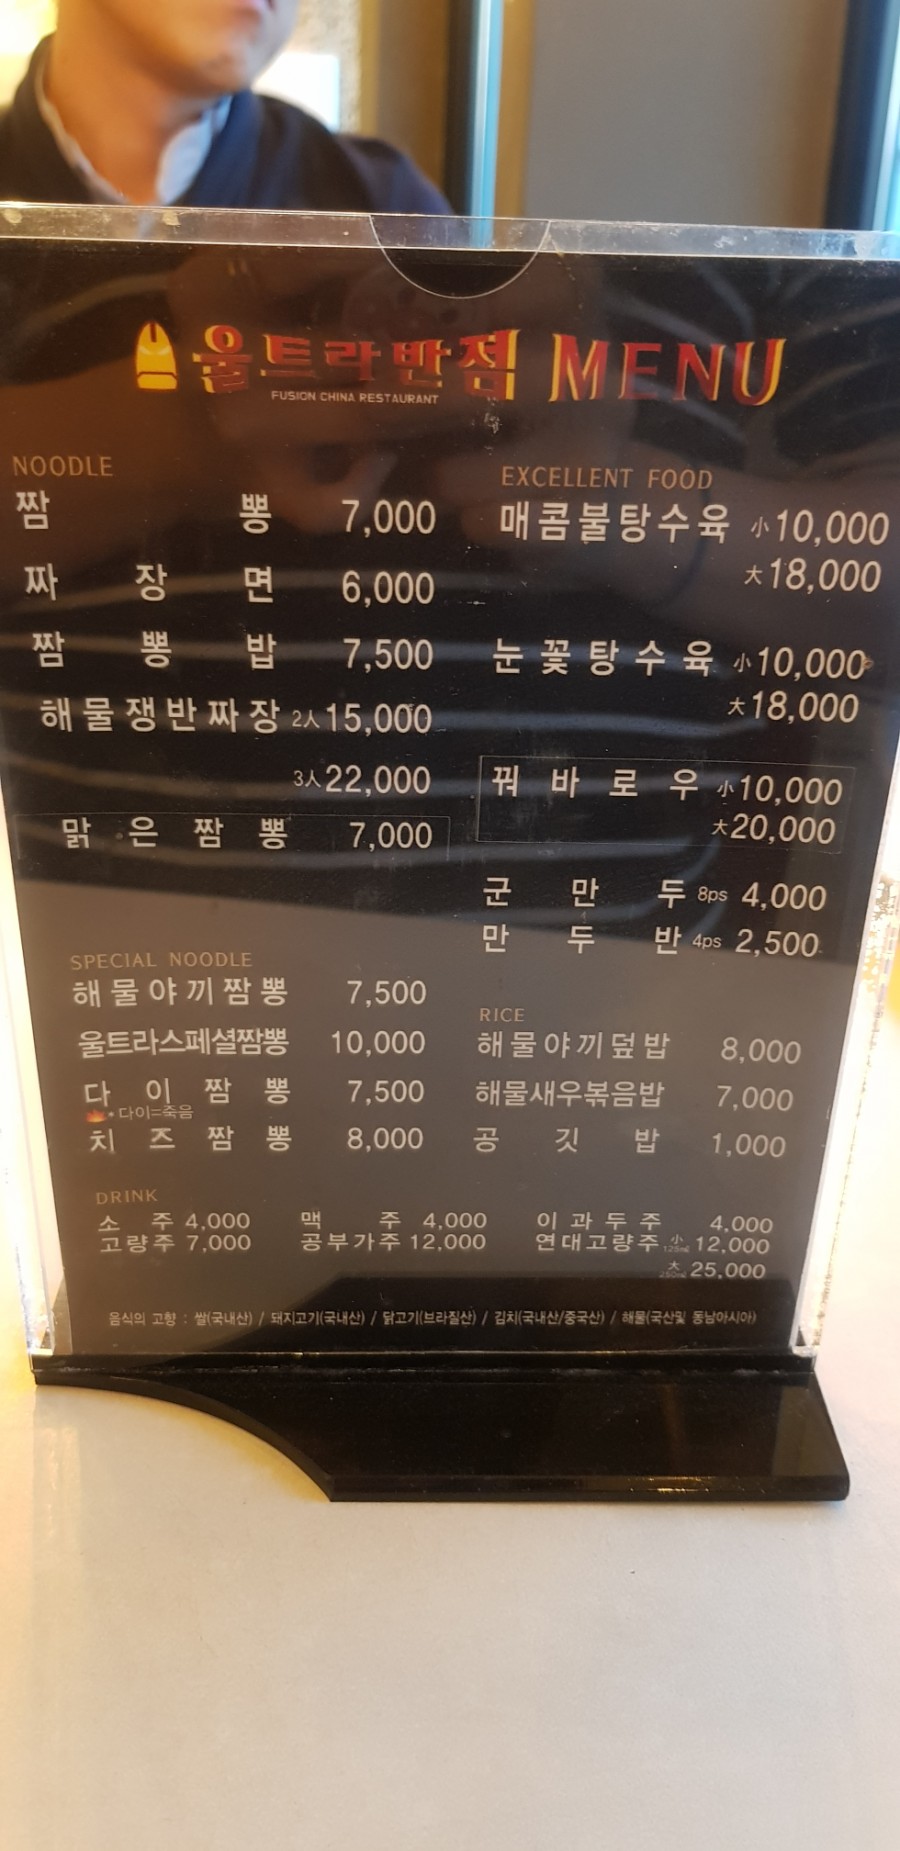 울트라반점 MENU
FUSION CHINA RESTAURANT
NOODLE
짬 뽕 7,000
짜 장 면 6,000
짬 뽕 밥 7,500
해물쟁반짜장 2人 15,000
3人 22,000
맑 은 짬 뽕 7,000
SPECIAL NOODLE
해물야끼짬뽕 7,500
울트라스페셜짬뽕 10,000
다 이 짬 뽕 7,500
•다이=죽음
치 즈 짬 뽕 8,000
EXCELLENT FOOD
매콤불탕수육 小 10,000
大 18,000
눈꽃탕수육 小 10,000
大 18,000
꿔 바 로 우 小 10,000
大 20,000
군 만 두 8ps 4,000
만 두 반 4ps 2,500
RICE
해물야끼덮밥 8,000
해물새우볶음밥 7,000
공 깃 밥 1,000
DRINK
소 주 4,000 맥 주 4,000 이과두주 4,000
고량주 7,000 공부가주 12,000 연대고량주 小 125ml 12,000
大 250ml 25,000
음식의 고향 : 쌀(국내산) / 돼지고기(국내산) / 닭고기(브라질산) / 김치(국내산/중국산) / 해물(국산및 동남아시아)